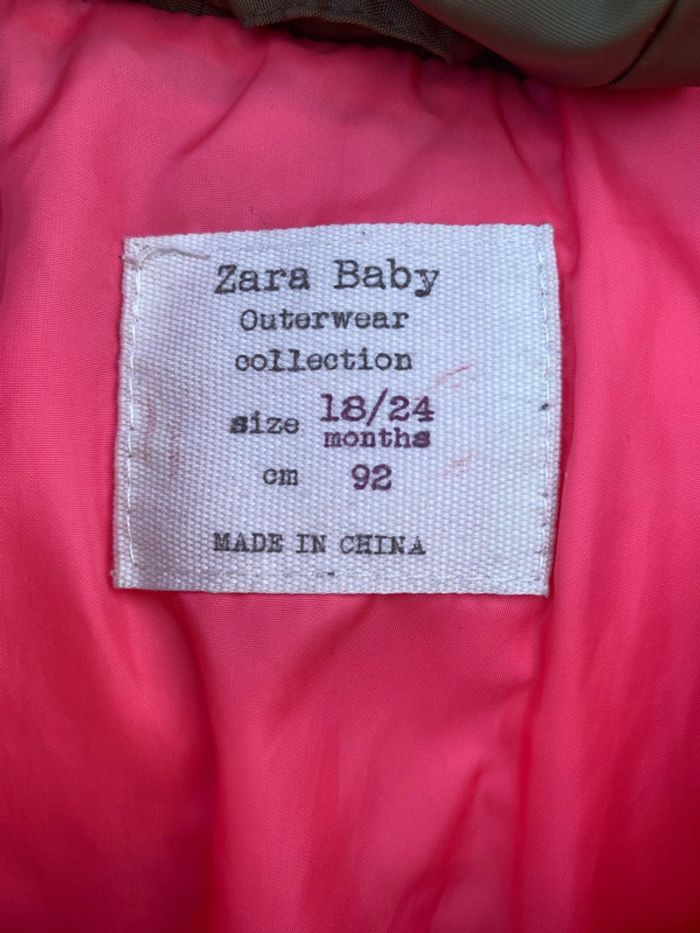 Zara Baby
Outerwear
collection
size 18/24
months
cm 92
MADE IN CHINA